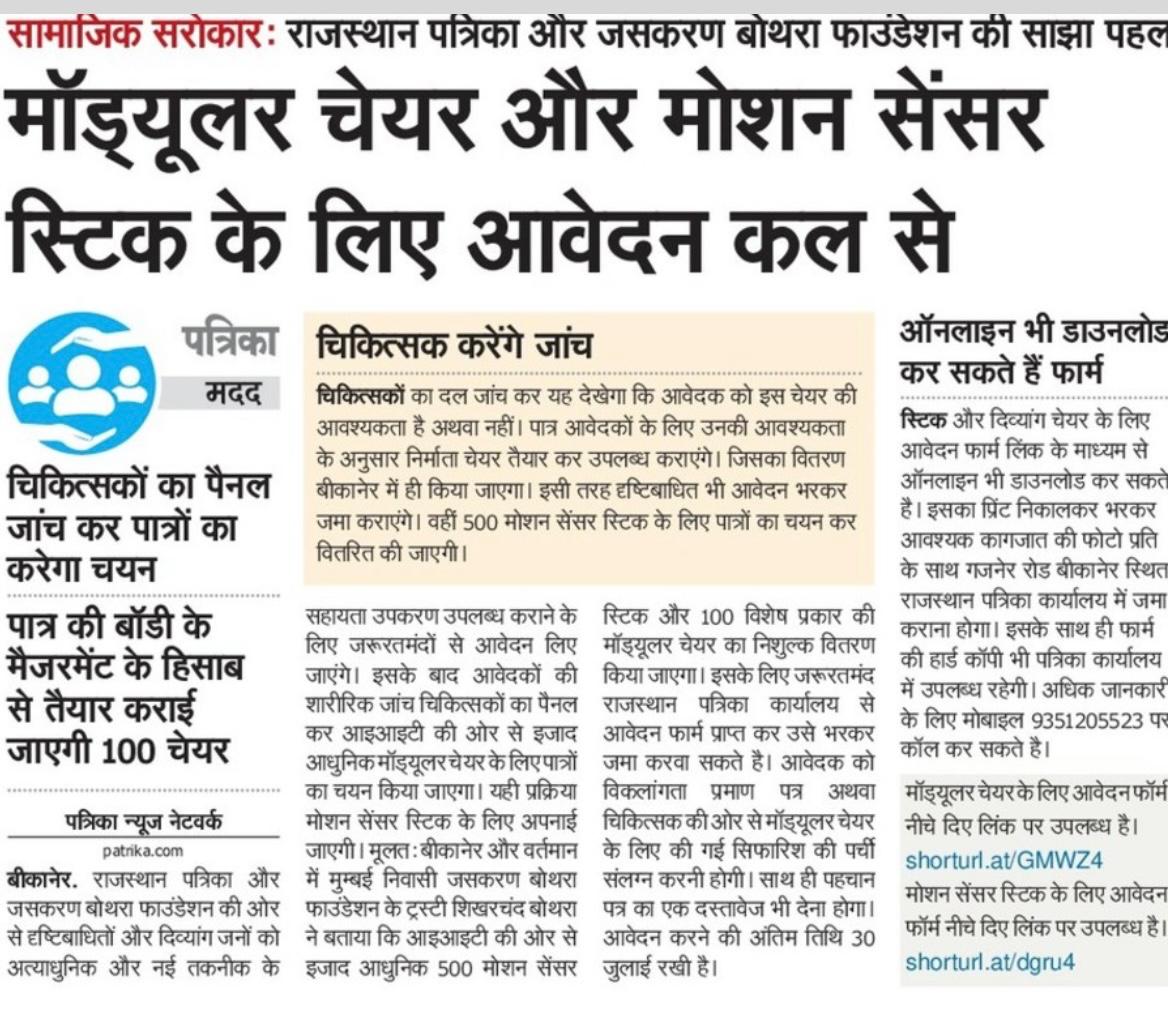 सामाजिक सरोकार: राजस्थान पत्रिका और जसकरण बोथरा फाउंडेशन की साझा पहल
मॉड्यूलर चेयर और मोशन सेंसर
स्टिक के लिए आवेदन कल से
पत्रिका
मदद
चिकित्सकों का पैनल
जांच कर पात्रों का
करेगा चयन
पात्र की बॉडी के
मैजरमेंट के हिसाब
से तैयार कराई
जाएगी 100 चेयर
पत्रिका न्यूज नेटवर्क
patrika.com
बीकानेर. राजस्थान पत्रिका और
जसकरण बोथरा फाउंडेशन की ओर
से दृष्टिबाधितों और दिव्यांग जनों को
अत्याधुनिक और नई तकनीक के
चिकित्सक करेंगे जांच
चिकित्सकों का दल जांच कर यह देखेगा कि आवेदक को इस चेयर की
आवश्यकता है अथवा नहीं। पात्र आवेदकों के लिए उनकी आवश्यकता
के अनुसार निर्माता चेयर तैयार कर उपलब्ध कराएंगे। जिसका वितरण
बीकानेर में ही किया जाएगा। इसी तरह दृष्टिबाधित भी आवेदन भरकर
जमा कराएंगे। वहीं 500 मोशन सेंसर स्टिक के लिए पात्रों का चयन कर
वितरित की जाएगी।
सहायता उपकरण उपलब्ध कराने के
लिए जरूरतमंदों से आवेदन लिए
जाएंगे। इसके बाद आवेदकों की
शारीरिक जांच चिकित्सकों का पैनल
कर आइआइटी की ओर से इजाद
आधुनिक मॉड्यूलर चेयर के लिए पात्रों
का चयन किया जाएगा। यही प्रक्रिया
मोशन सेंसर स्टिक के लिए अपनाई
जाएगी। मूलत: बीकानेर और वर्तमान
में मुम्बई निवासी जसकरण बोथरा
फाउंडेशन के ट्रस्टी शिखरचंद बोथरा
ने बताया कि आइआइटी की ओर से
इजाद आधुनिक 500 मोशन सेंसर
स्टिक और 100 विशेष प्रकार की
मॉड्यूलर चेयर का निशुल्क वितरण
किया जाएगा। इसके लिए जरूरतमंद
राजस्थान पत्रिका कार्यालय से
आवेदन फार्म प्राप्त कर उसे भरकर
जमा करवा सकते है। आवेदक को
विकलांगता प्रमाण पत्र अथवा
चिकित्सक की ओर से मॉड्यूलर चेयर
के लिए की गई सिफारिश की पर्ची
संलग्न करनी होगी। साथ ही पहचान
पत्र का एक दस्तावेज भी देना होगा।
आवेदन करने की अंतिम तिथि 30
जुलाई रखी है।
ऑनलाइन भी डाउनलोड
कर सकते हैं फार्म
स्टिक और दिव्यांग चेयर के लिए
आवेदन फार्म लिंक के माध्यम से
ऑनलाइन भी डाउनलोड कर सकते
है। इसका प्रिंट निकालकर भरकर
आवश्यक कागजात की फोटो प्रति
के साथ गजनेर रोड बीकानेर स्थित
राजस्थान पत्रिका कार्यालय में जमा
कराना होगा। इसके साथ ही फार्म
की हार्ड कॉपी भी पत्रिका कार्यालय
में उपलब्ध रहेगी। अधिक जानकारी
के लिए मोबाइल 9351205523 पर
कॉल कर सकते है।
मॉड्यूलर चेयर के लिए आवेदन फॉर्म
नीचे दिए लिंक पर उपलब्ध है।
shorturl.at/GMWZ4
मोशन सेंसर स्टिक के लिए आवेदन
फॉर्म नीचे दिए लिंक पर उपलब्ध है।
shorturl.at/dgru4